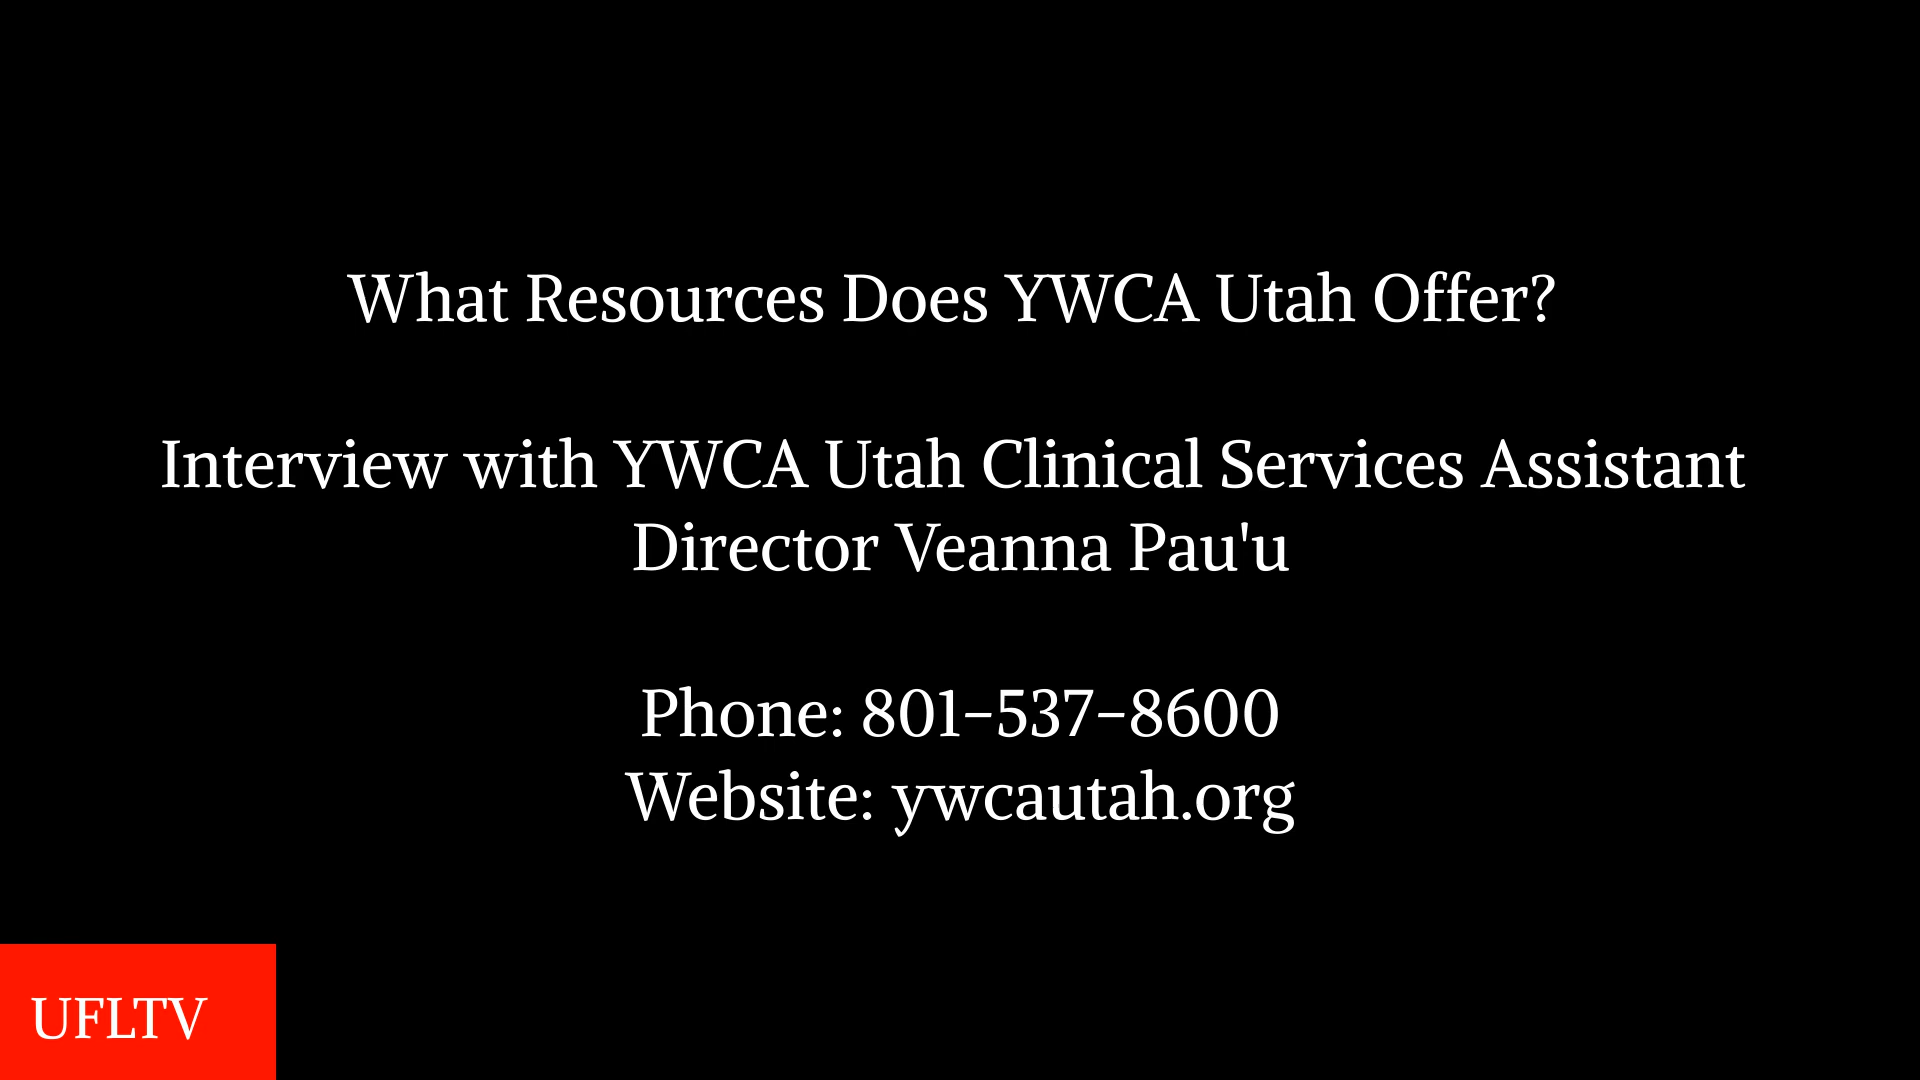 What Resources Does YWCA Utah Offer?
Interview with YWCA Utah Clinical Services Assistant
Director Veanna Pau'u
Phone: 801-537-8600
Website: ywcautah.org
UFLTV